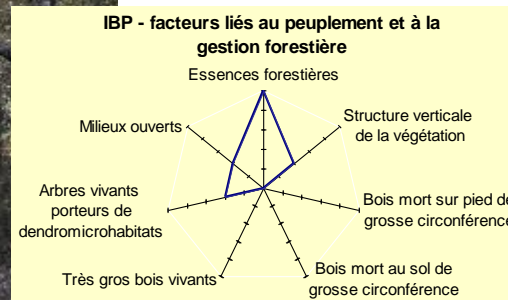 IBP - facteurs liés au peuplement et à la
gestion forestière
Essences forestières
Structure verticale
de la végétation
Bois mort sur pied de
grosse circonférence
Bois mort au sol de
grosse circonférence
Très gros bois vivants
Arbres vivants
porteurs de
dendromicrohabitats
Milieux ouverts